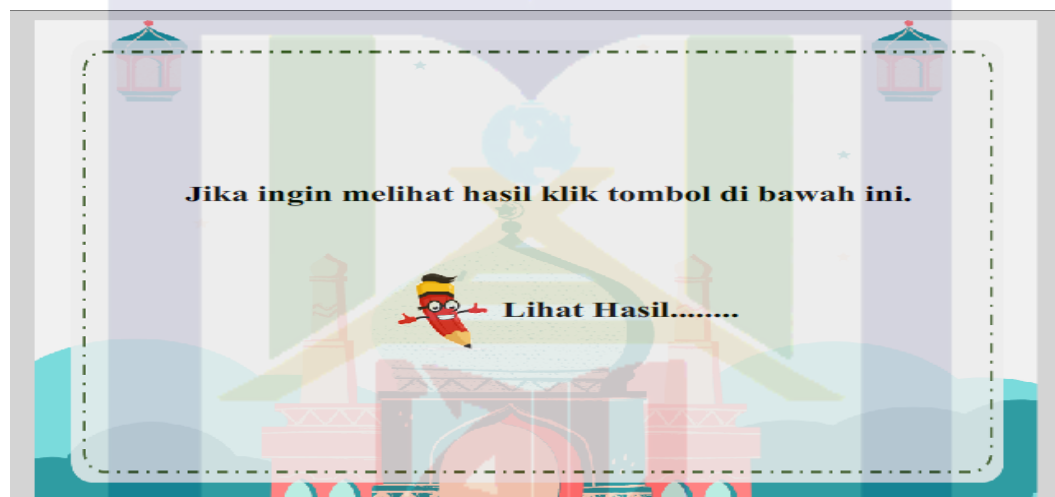 Jika ingin melihat hasil klik tombol di bawah ini.
Lihat Hasil........